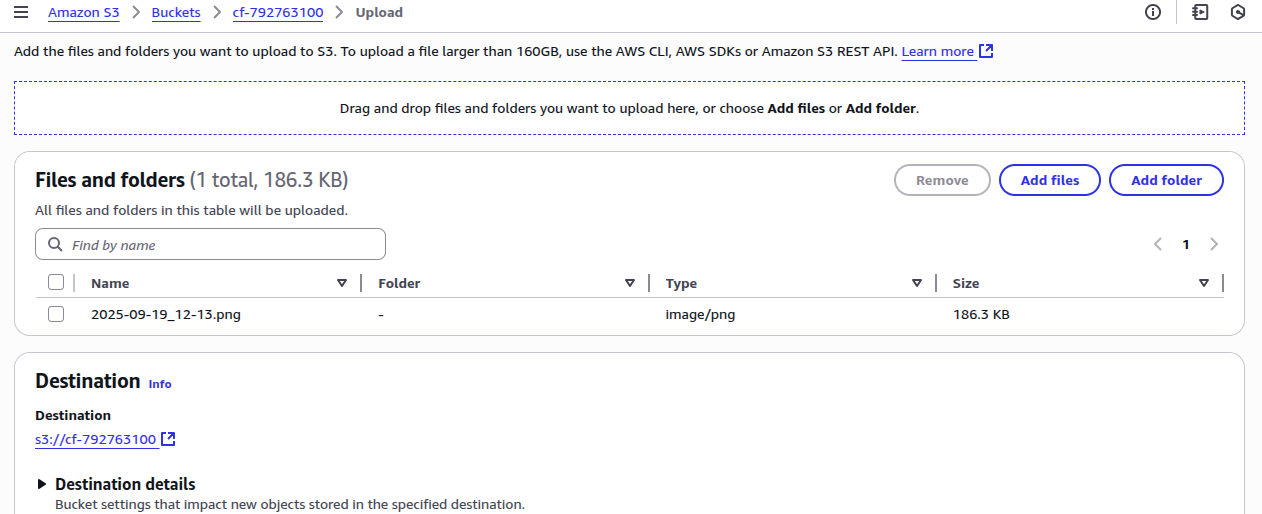 Amazon S3 > Buckets > cf-792763100 > Upload
Add the files and folders you want to upload to S3. To upload a file larger than 160GB, use the AWS CLI, AWS SDKs or Amazon S3 REST API. Learn more
Drag and drop files and folders you want to upload here, or choose Add files or Add folder.
Files and folders (1 total, 186.3 KB)
Remove
Add files
Add folder
All files and folders in this table will be uploaded.
Find by name
1
Name Folder Type Size
2025-09-19_12-13.png - image/png 186.3 KB
Destination Info
Destination
s3://cf-792763100
Destination details
Bucket settings that impact new objects stored in the specified destination.